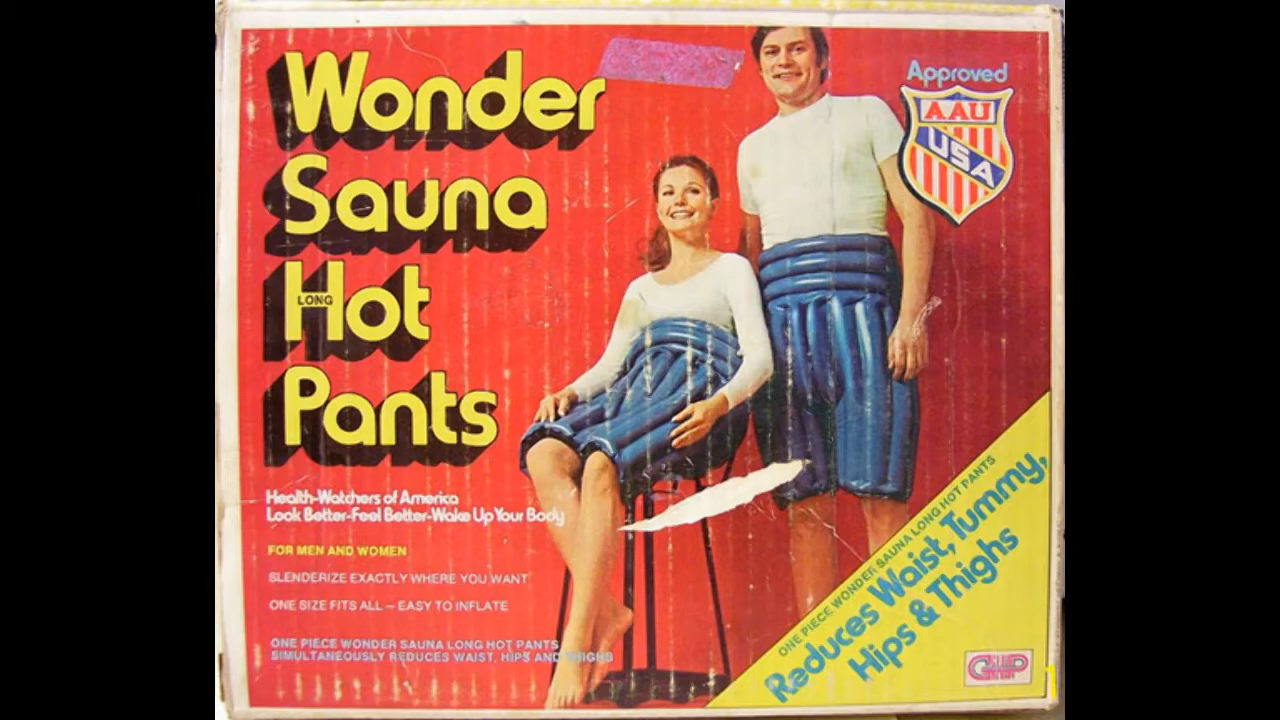 Wonder
Sauna
LONG
Hot
Pants
Approved
AAU
USA
Health-Watchers of America
Look Better-Feel Better-Wake Up Your Body
FOR MEN AND WOMEN
SLENDERIZE EXACTLY WHERE YOU WANT
ONE SIZE FITS ALL – EASY TO INFLATE
ONE PIECE WONDER SAUNA LONG HOT PANTS
SIMULTANEOUSLY REDUCES WAIST, HIPS AND THIGHS
ONE PIECE WONDER SAUNA LONG HOT PANTS
Reduces Waist, Tummy,
Hips & Thighs